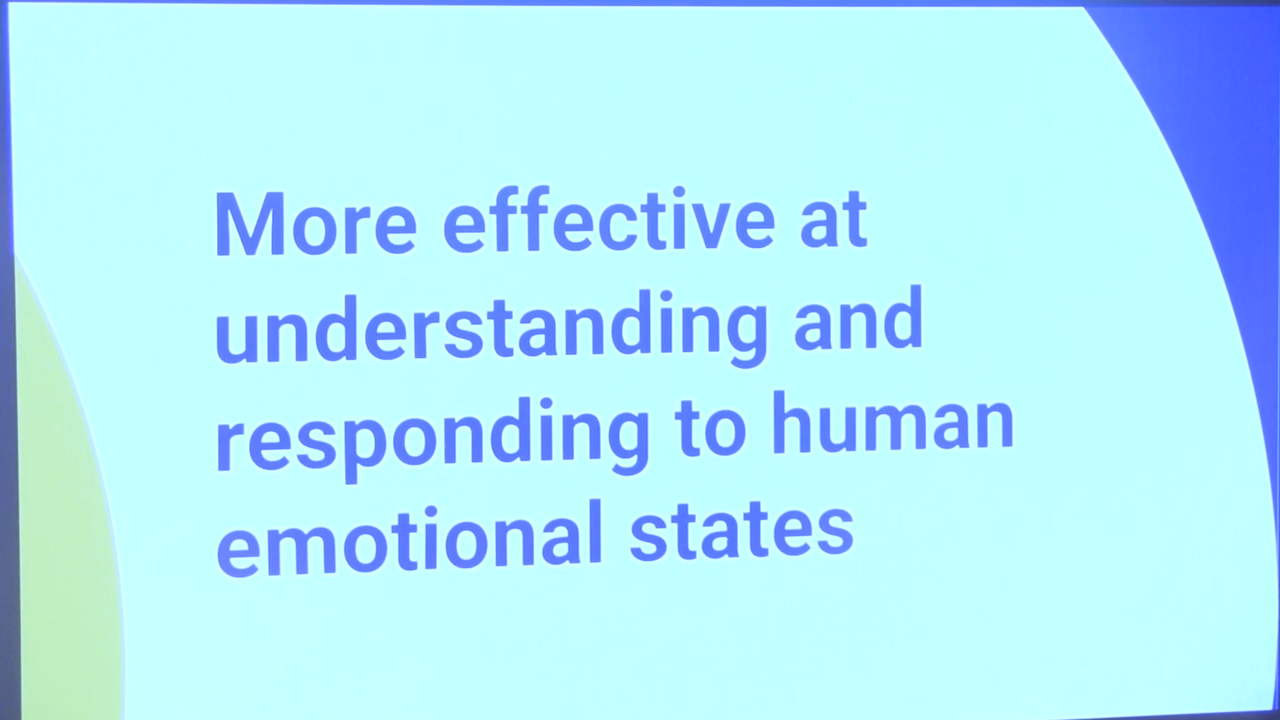 More effective at
understanding and
responding to human
emotional states